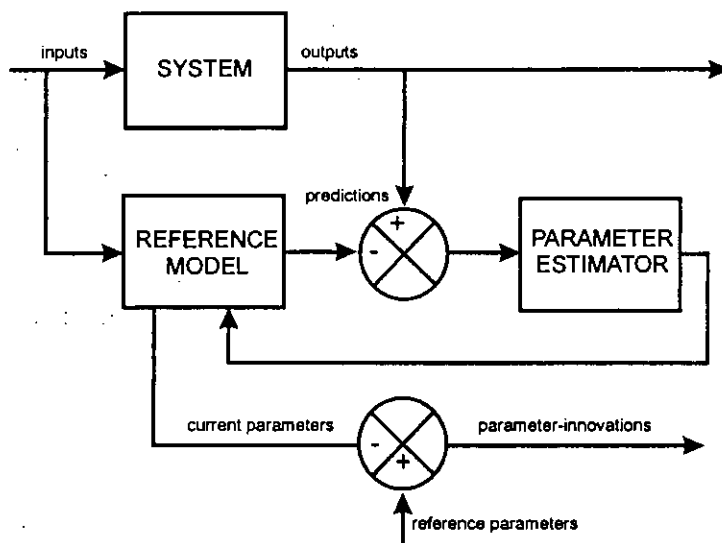 inputs
SYSTEM
outputs
predictions
+
-
REFERENCE
MODEL
PARAMETER
ESTIMATOR
current parameters
-
+
parameter-innovations
reference parameters